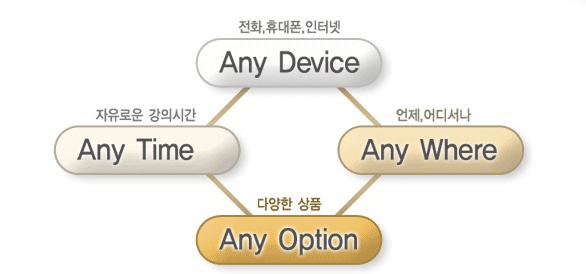 전화,휴대폰,인터넷
Any Device
자유로운 강의시간
Any Time
언제,어디서나
Any Where
다양한 상품
Any Option